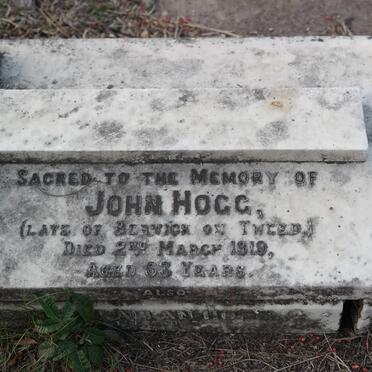 SACRED TO THE MEMORY OF
JOHN HOGG,
(LATE OF BERWICK ON TWEED.)
DIED 2ND MARCH 1919,
AGED 63 YEARS.
ALSO